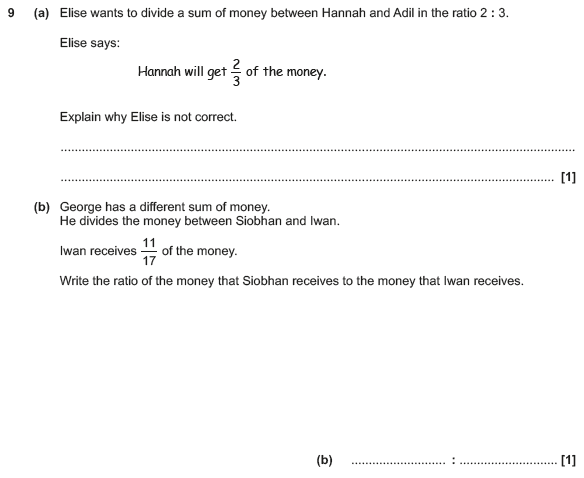 9 (a) Elise wants to divide a sum of money between Hannah and Adil in the ratio 2 : 3.
Elise says:
Hannah will get 2/3 of the money.
Explain why Elise is not correct.
..........................................................................................
.......................................................................................... [1]
(b) George has a different sum of money.
He divides the money between Siobhan and Iwan.
Iwan receives 11/17 of the money.
Write the ratio of the money that Siobhan receives to the money that Iwan receives.
(b) ........................... : ........................... [1]